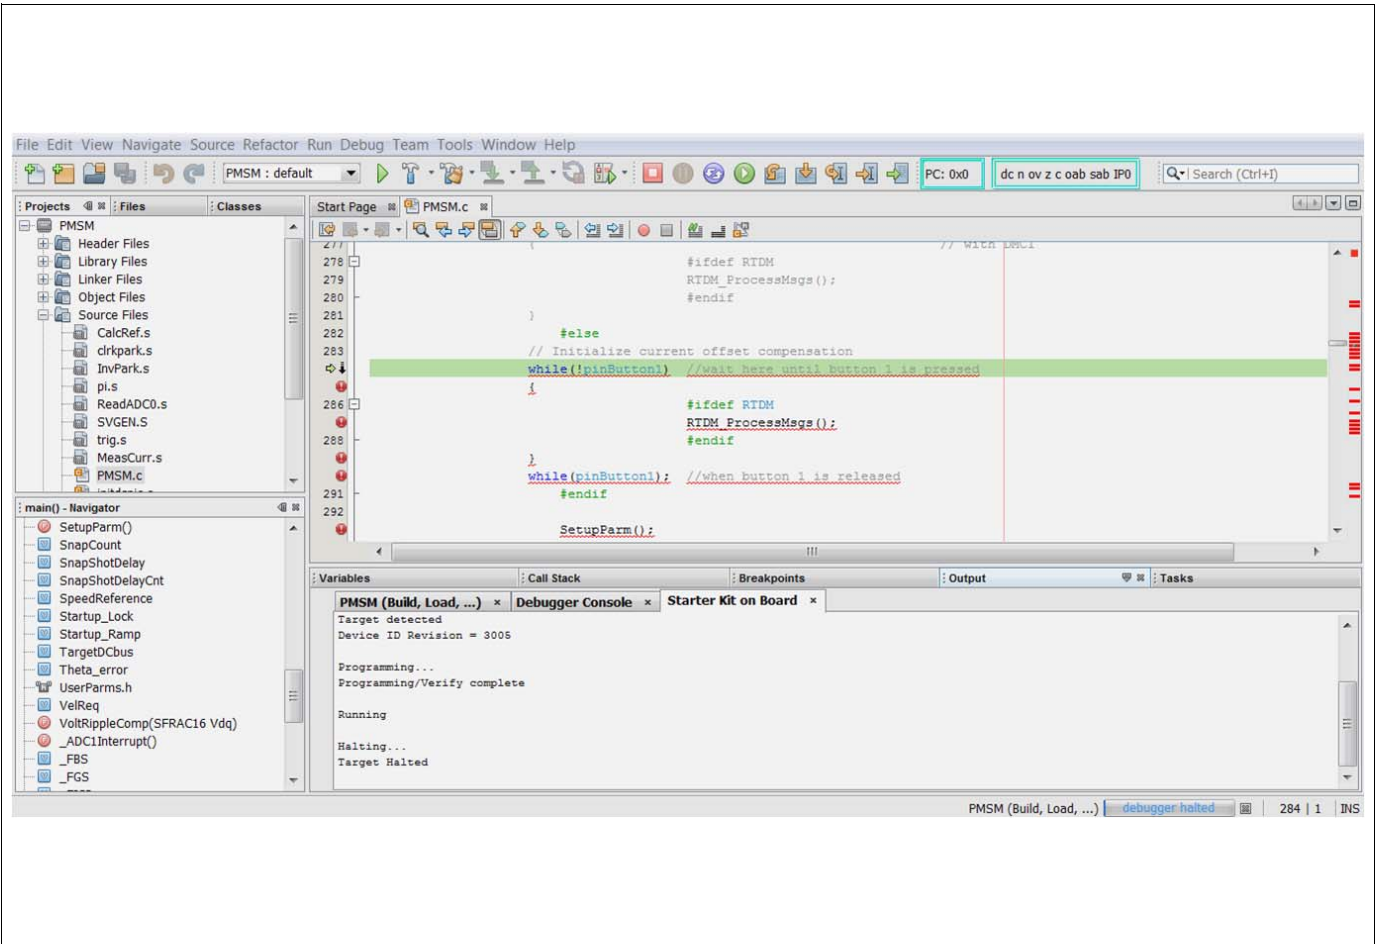 File Edit View Navigate Source Refactor Run Debug Team Tools Window Help
PMSM : default
PC: 0x0
dc n ov z c oab sab IP0
Search (Ctrl+I)
Projects
Files
Classes
PMSM
Header Files
Library Files
Linker Files
Object Files
Source Files
CalcRef.s
clrkpark.s
InvPark.s
pi.s
ReadADC0.s
SVGEN.S
trig.s
MeasCurr.s
PMSM.c
main() - Navigator
SetupParm()
SnapCount
SnapShotDelay
SnapShotDelayCnt
SpeedReference
Startup_Lock
Startup_Ramp
TargetDCbus
Theta_error
UserParms.h
VelReq
VoltRippleComp(SFRAC16 Vdq)
_ADC1Interrupt()
_FBS
_FGS
Start Page PMSM.c
277 { // with DMCI
278 #ifdef RTDM
279 RTDM_ProcessMsgs();
280 #endif
281 }
282 #else
283 // Initialize current offset compensation
while(!pinButton1) //wait here until button 1 is pressed
{
286 #ifdef RTDM
RTDM_ProcessMsgs();
288 #endif
}
while(pinButton1); //when button 1 is released
291 #endif
292
SetupParm();
Variables
Call Stack
Breakpoints
Output
Tasks
PMSM (Build, Load, ...) × Debugger Console × Starter Kit on Board ×
Target detected
Device ID Revision = 3005
Programming...
Programming/Verify complete
Running
Halting...
Target Halted
PMSM (Build, Load, ...) debugger halted 284 | 1 INS